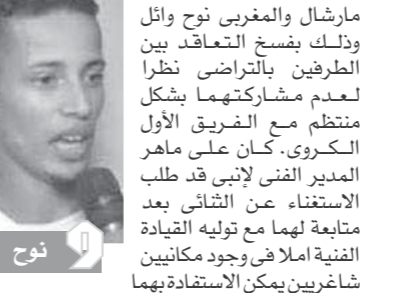 مارشال والمغربى نوح وائل
وذلك بفسخ التعاقد بين
الطرفين بالتراضى نظرا
لعدم مشاركتهما بشكل
منتظم مع الفريق الأول
الكروى. كان على ماهر
المدير الفنى لإنبى قد طلب
الاستغناء عن الثنائى بعد
متابعة لهما مع توليه القيادة
الفنية املا فى وجود مكانيين
شاغريين يمكن الاستفادة بهما
نوح